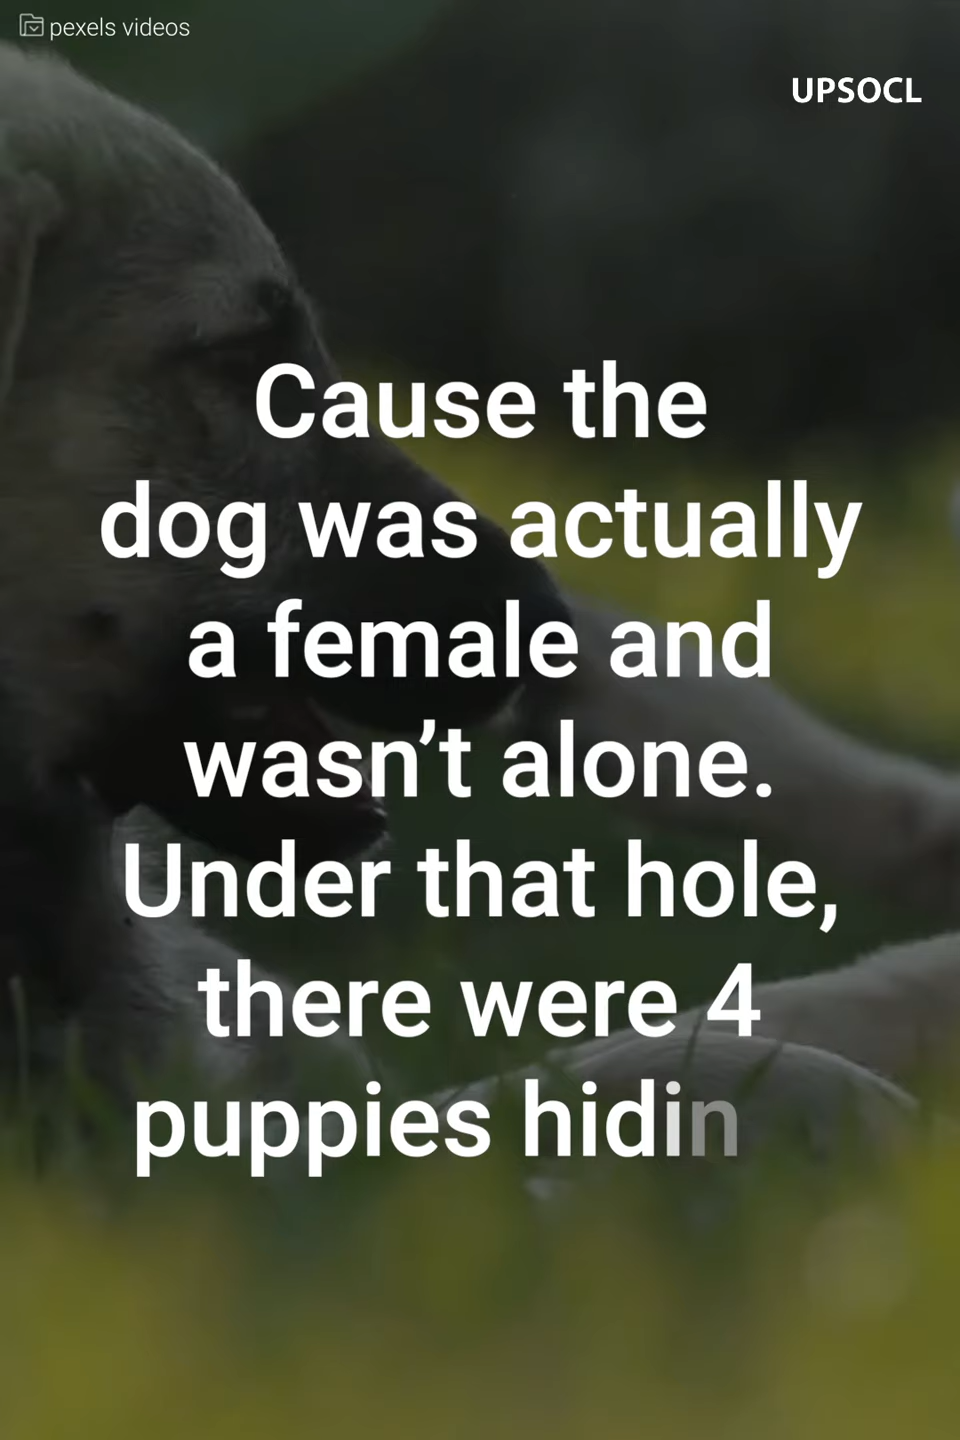 pexels videos
UPSOCL
Cause the
dog was actually
a female and
wasn’t alone.
Under that hole,
there were 4
puppies hidin